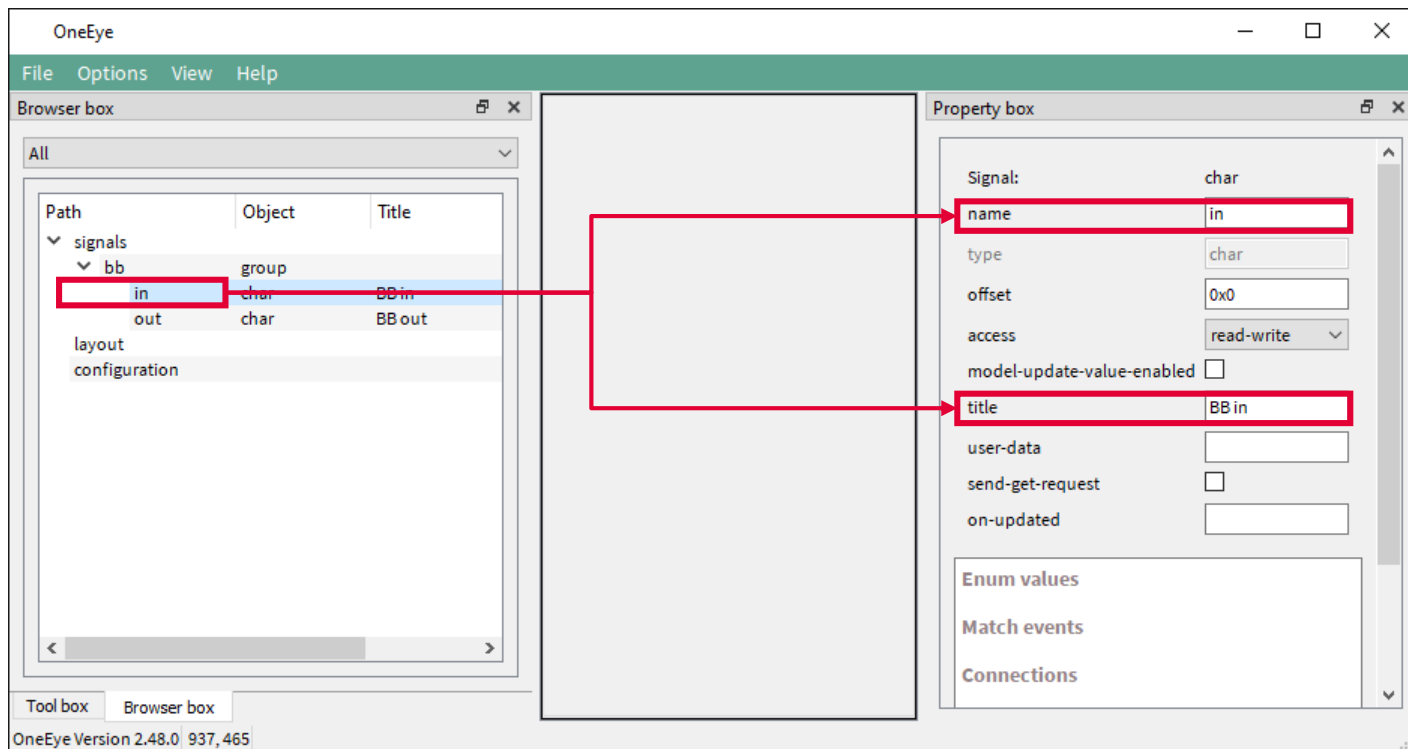 OneEye
File Options View Help
Browser box
All
Path Object Title
signals
bb group
in char BB in
out char BB out
layout
configuration
Tool box Browser box
OneEye Version 2.48.0 937, 465
Property box
Signal: char
name in
type char
offset 0x0
access read-write
model-update-value-enabled
title BB in
user-data
send-get-request
on-updated
Enum values
Match events
Connections